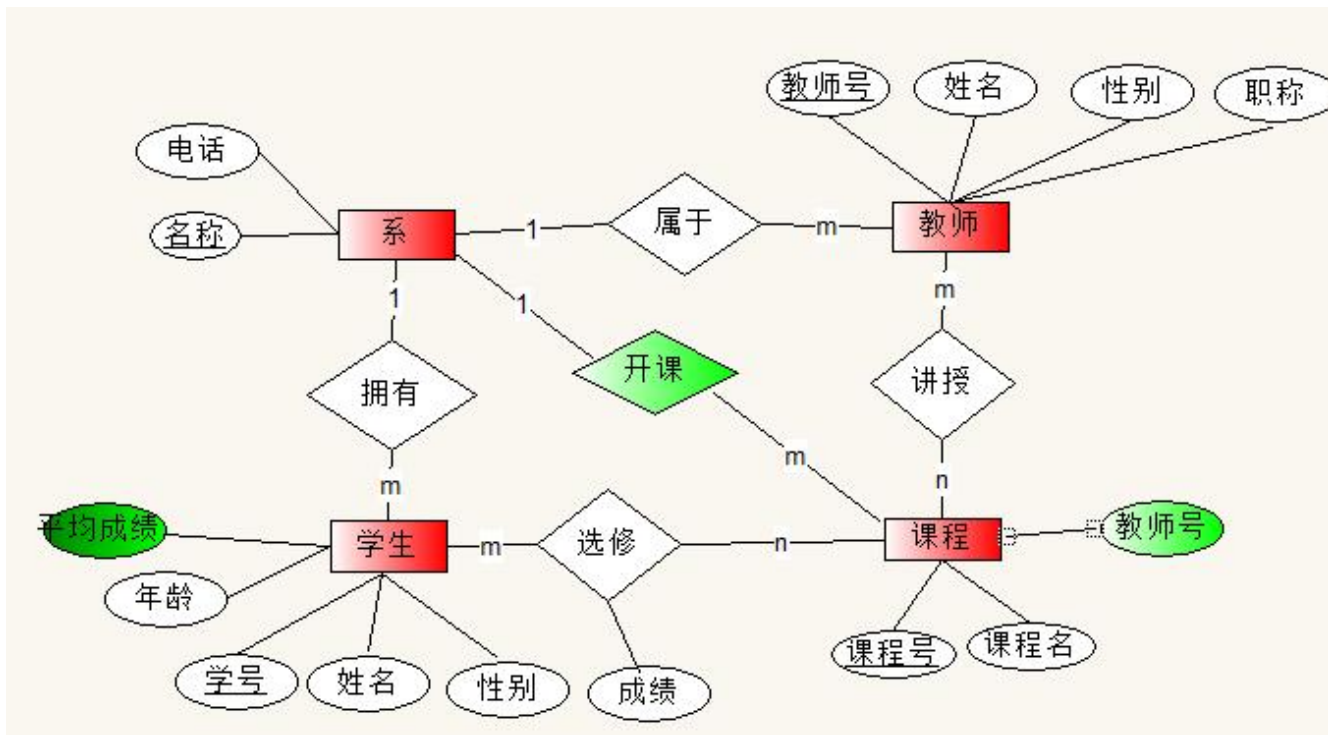 教师号
姓名
性别
职称
电话
名称
系
1
属于
m
教师
1
1
m
开课
拥有
讲授
m
m
n
平均成绩
学生
m
选修
n
课程
教师号
年龄
学号
姓名
性别
成绩
课程号
课程名